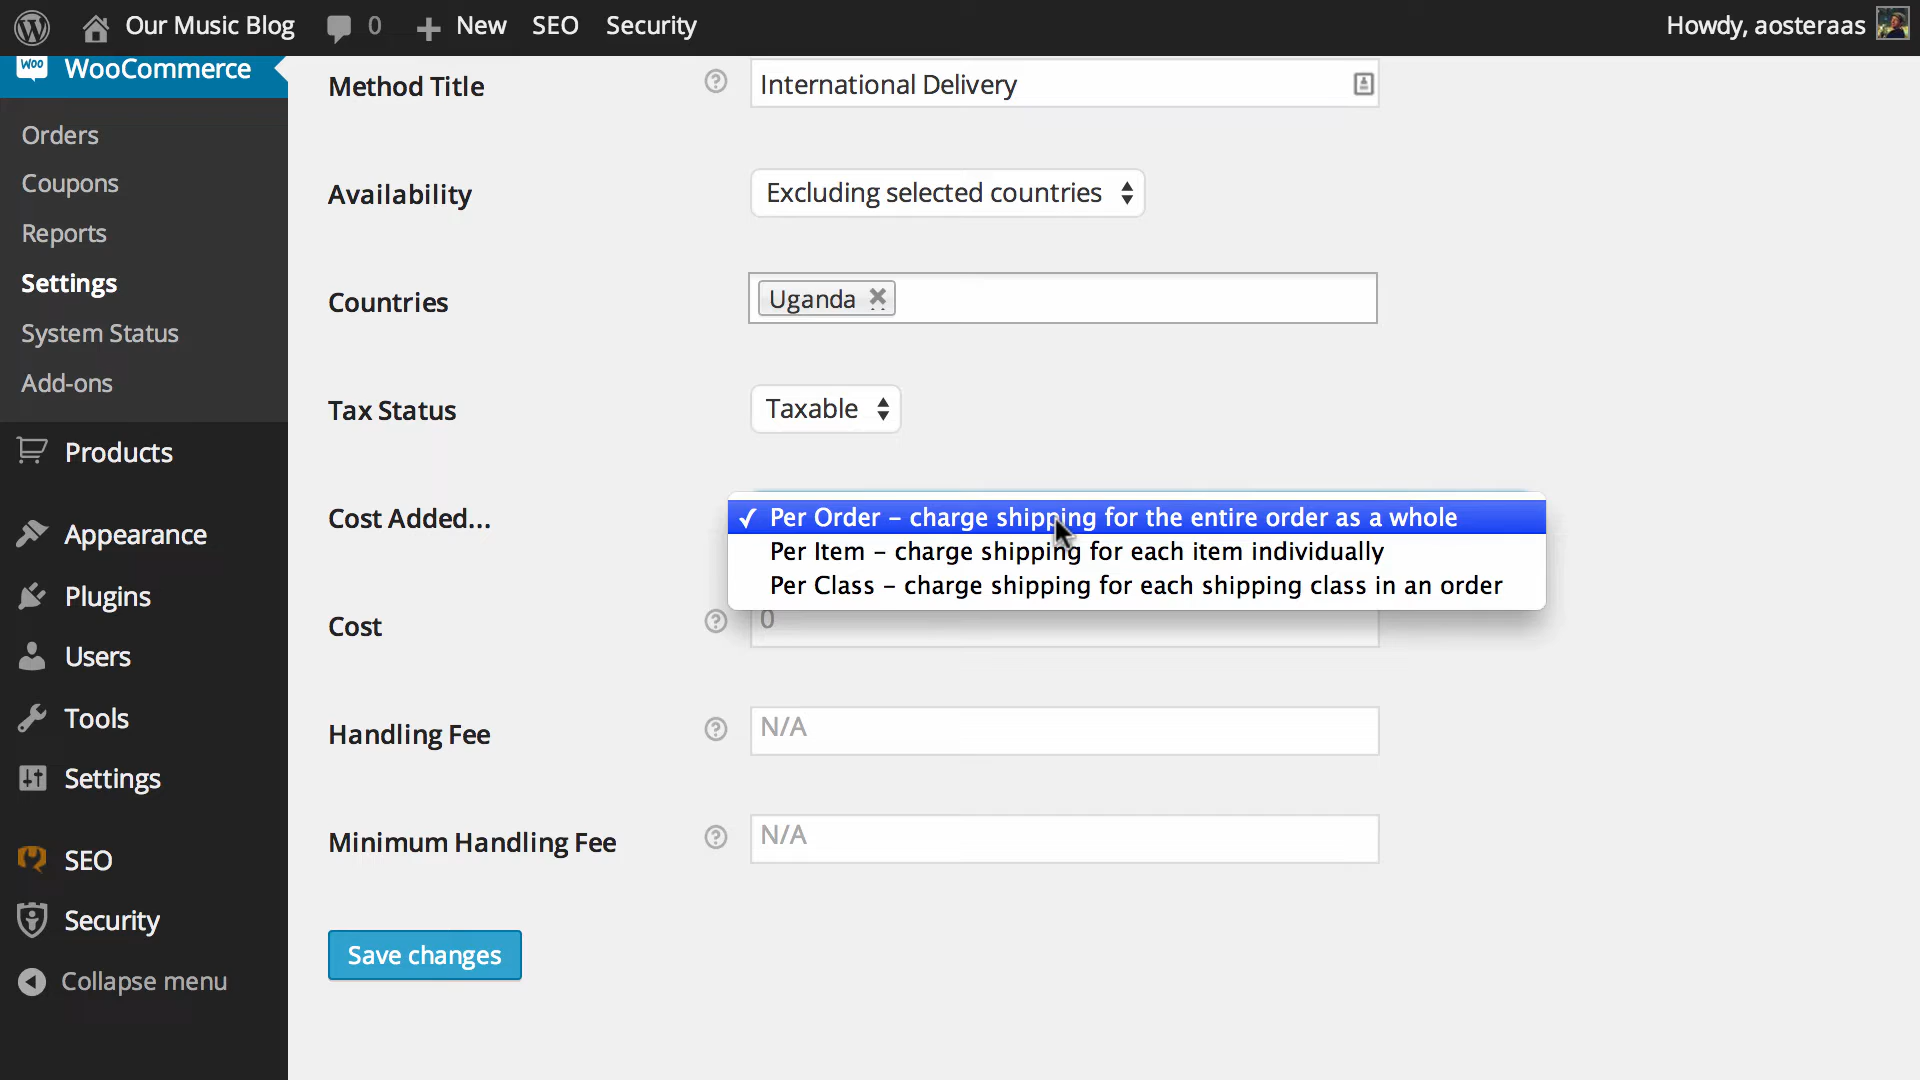 Our Music Blog 0 New SEO Security Howdy, aosteraas
WOO WooCommerce
Orders
Coupons
Reports
Settings
System Status
Add-ons
Products
Appearance
Plugins
Users
Tools
Settings
SEO
Security
Collapse menu
Method Title ? International Delivery
Availability Excluding selected countries
Countries Uganda
Tax Status Taxable
Cost Added...
✓ Per Order – charge shipping for the entire order as a whole
Per Item – charge shipping for each item individually
Per Class – charge shipping for each shipping class in an order
Cost ? 0
Handling Fee ? N/A
Minimum Handling Fee ? N/A
Save changes